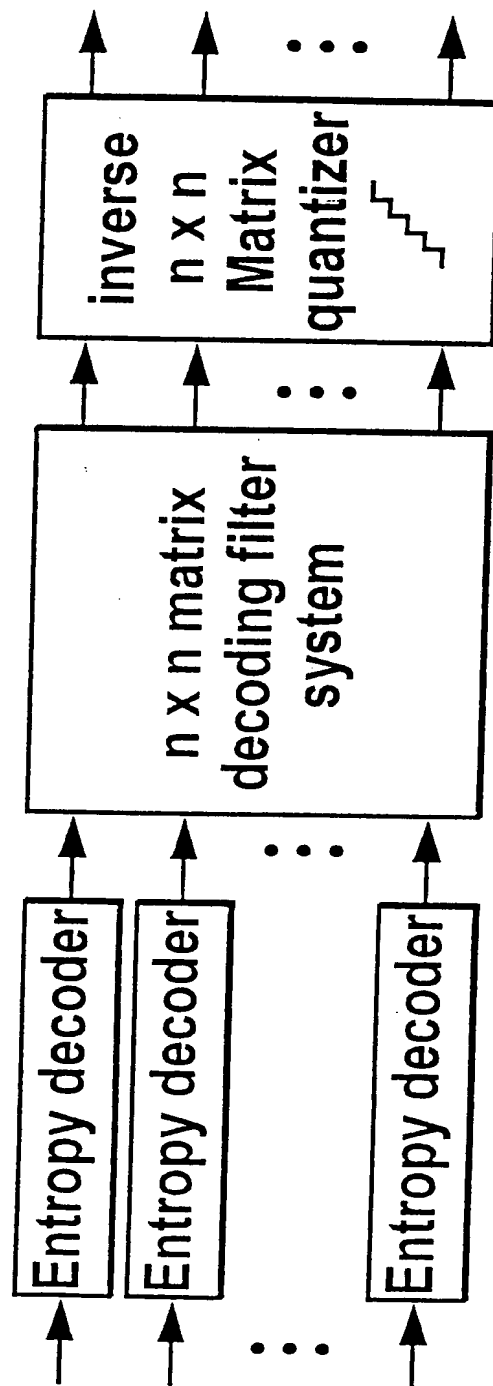 Entropy decoder
Entropy decoder
Entropy decoder
n x n matrix
decoding filter
system
inverse
n x n
Matrix
quantizer